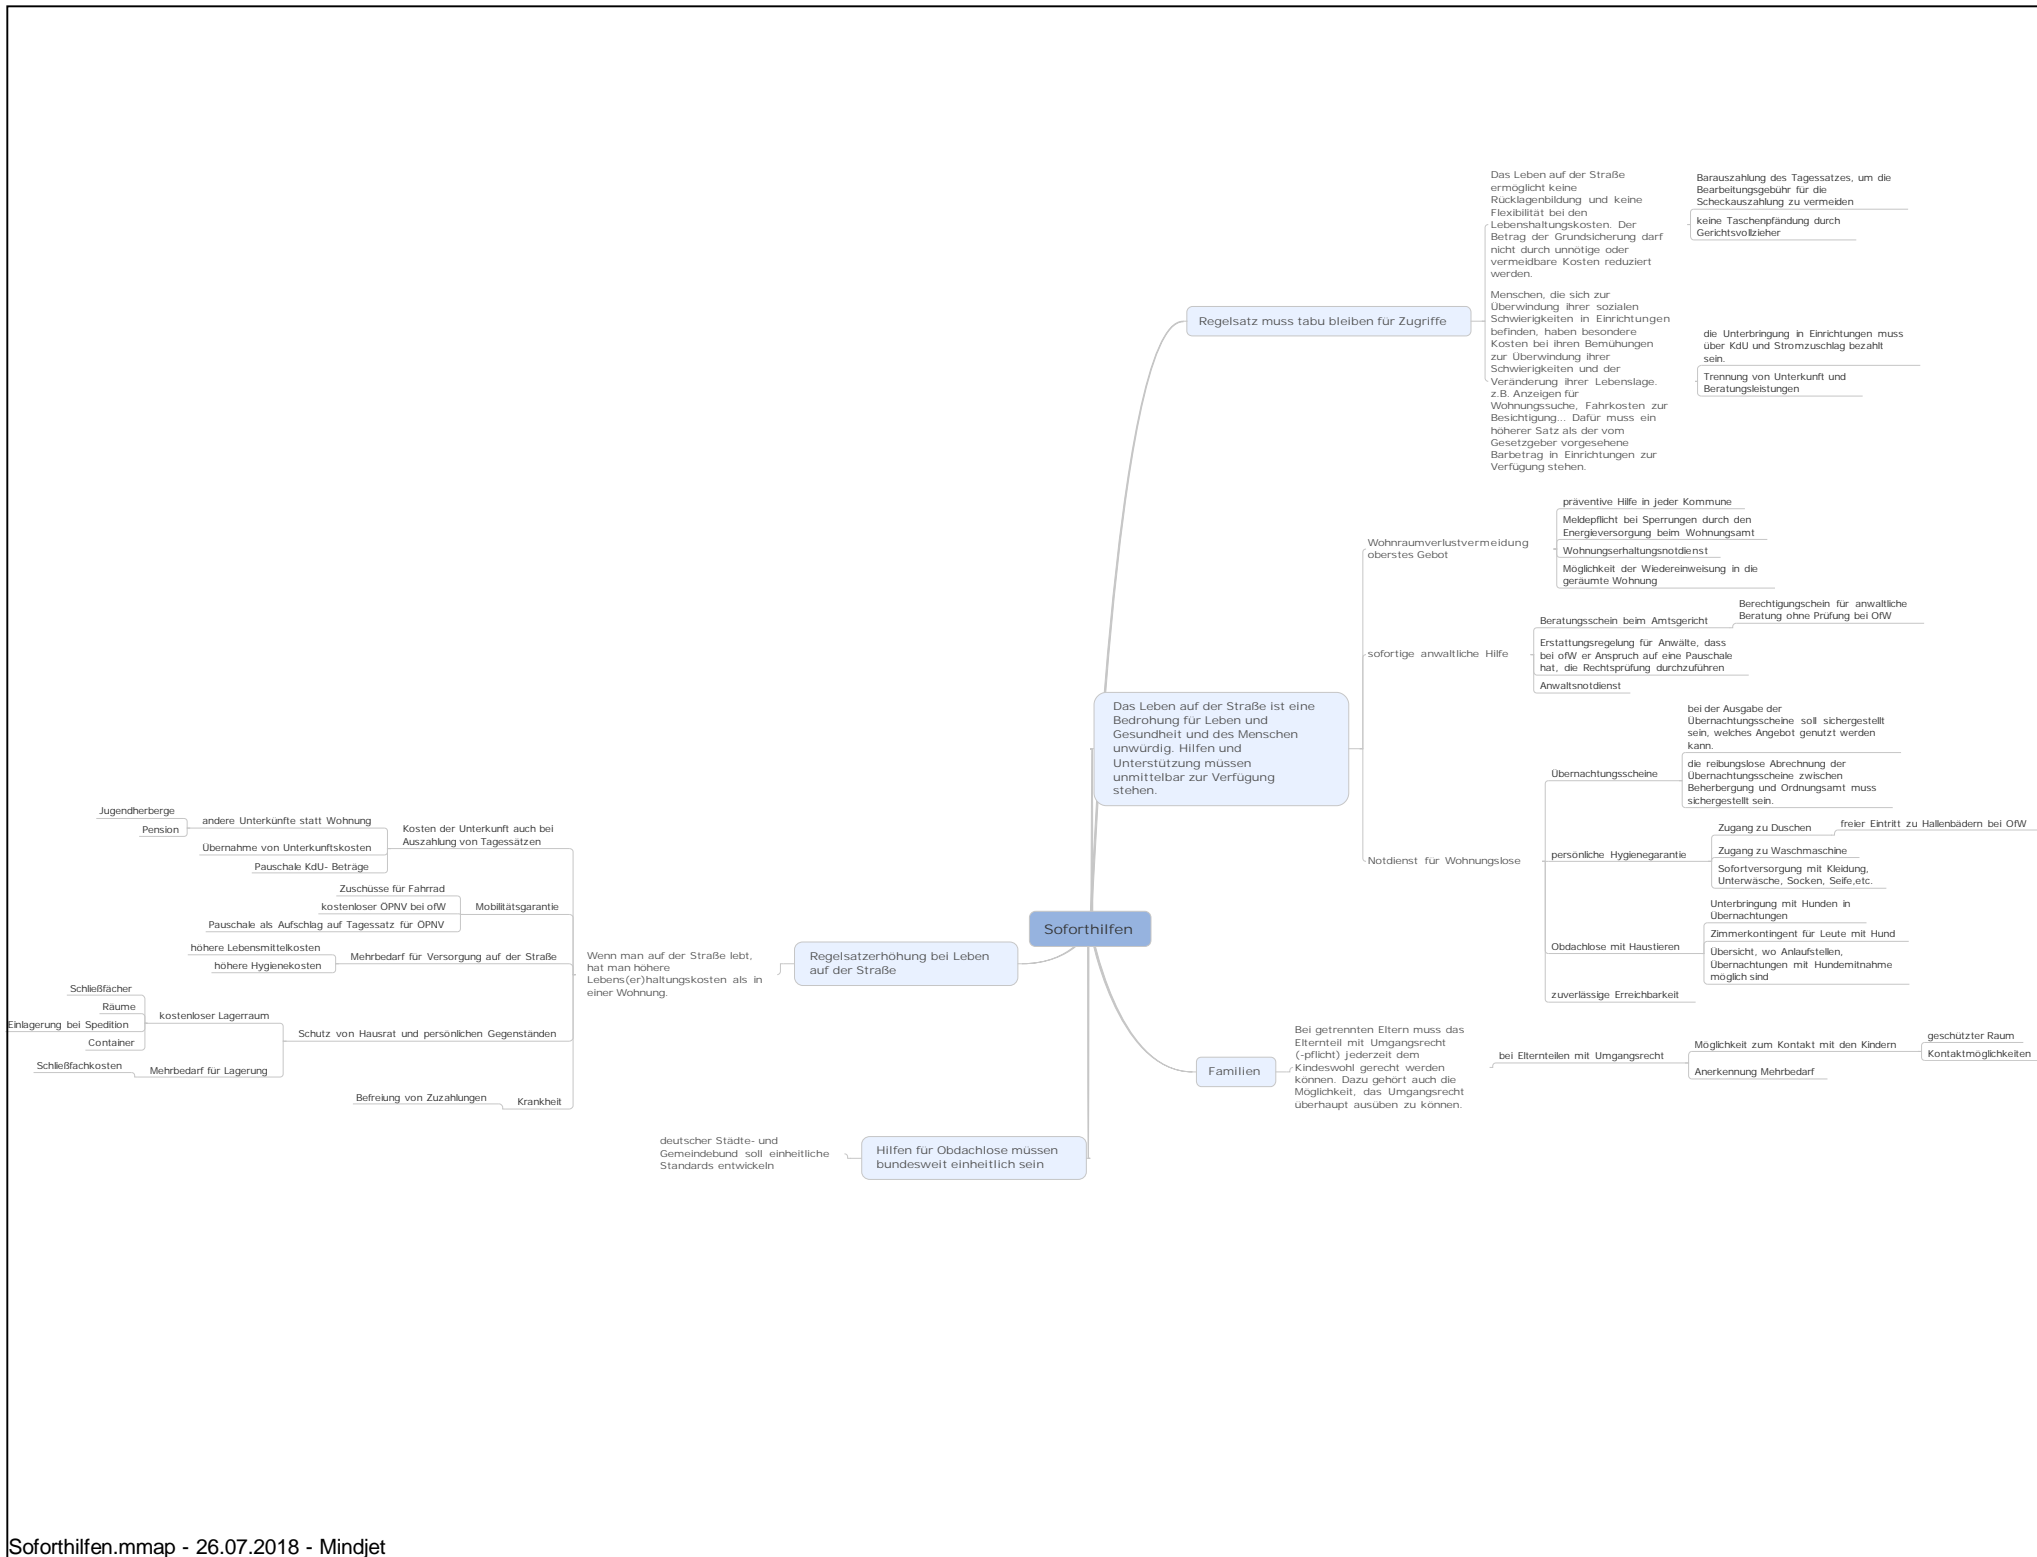 Soforthilfen
Regelsatz muss tabu bleiben für Zugriffe
Das Leben auf der Straße
ermöglicht keine
Rücklagenbildung und keine
Flexibilität bei den
Lebenshaltungskosten. Der
Betrag der Grundsicherung darf
nicht durch unnötige oder
vermeidbare Kosten reduziert
werden.
Barauszahlung des Tagessatzes, um die
Bearbeitungsgebühr für die
Scheckauszahlung zu vermeiden
keine Taschenpfändung durch
Gerichtsvollzieher
Menschen, die sich zur
Überwindung ihrer sozialen
Schwierigkeiten in Einrichtungen
befinden, haben besondere
Kosten bei ihren Bemühungen
zur Überwindung ihrer
Schwierigkeiten und der
Veränderung ihrer Lebenslage.
z.B. Anzeigen für
Wohnungssuche, Fahrkosten zur
Besichtigung... Dafür muss ein
höherer Satz als der vom
Gesetzgeber vorgesehene
Barbetrag in Einrichtungen zur
Verfügung stehen.
die Unterbringung in Einrichtungen muss
über KdU und Stromzuschlag bezahlt
sein.
Trennung von Unterkunft und
Beratungsleistungen
Das Leben auf der Straße ist eine
Bedrohung für Leben und
Gesundheit und des Menschen
unwürdig. Hilfen und
Unterstützung müssen
unmittelbar zur Verfügung
stehen.
Wohnraumverlustvermeidung
oberstes Gebot
präventive Hilfe in jeder Kommune
Meldepflicht bei Sperrungen durch den
Energieversorgung beim Wohnungsamt
Wohnungserhaltungsnotdienst
Möglichkeit der Wiedereinweisung in die
geräumte Wohnung
sofortige anwaltliche Hilfe
Beratungsschein beim Amtsgericht
Berechtigungschein für anwaltliche
Beratung ohne Prüfung bei OfW
Erstattungsregelung für Anwälte, dass
bei ofW er Anspruch auf eine Pauschale
hat, die Rechtsprüfung durchzuführen
Anwaltsnotdienst
Notdienst für Wohnungslose
Übernachtungsscheine
bei der Ausgabe der
Übernachtungsscheine soll sichergestellt
sein, welches Angebot genutzt werden
kann.
die reibungslose Abrechnung der
Übernachtungsscheine zwischen
Beherbergung und Ordnungsamt muss
sichergestellt sein.
persönliche Hygienegarantie
Zugang zu Duschen
freier Eintritt zu Hallenbädern bei OfW
Zugang zu Waschmaschine
Sofortversorgung mit Kleidung,
Unterwäsche, Socken, Seife,etc.
Obdachlose mit Haustieren
Unterbringung mit Hunden in
Übernachtungen
Zimmerkontingent für Leute mit Hund
Übersicht, wo Anlaufstellen,
Übernachtungen mit Hundemitnahme
möglich sind
zuverlässige Erreichbarkeit
Familien
Bei getrennten Eltern muss das
Elternteil mit Umgangsrecht
(-pflicht) jederzeit dem
Kindeswohl gerecht werden
können. Dazu gehört auch die
Möglichkeit, das Umgangsrecht
überhaupt ausüben zu können.
bei Elternteilen mit Umgangsrecht
Möglichkeit zum Kontakt mit den Kindern
geschützter Raum
Kontaktmöglichkeiten
Anerkennung Mehrbedarf
Hilfen für Obdachlose müssen
bundesweit einheitlich sein
deutscher Städte- und
Gemeindebund soll einheitliche
Standards entwickeln
Regelsatzerhöhung bei Leben
auf der Straße
Wenn man auf der Straße lebt,
hat man höhere
Lebens(er)haltungskosten als in
einer Wohnung.
Kosten der Unterkunft auch bei
Auszahlung von Tagessätzen
andere Unterkünfte statt Wohnung
Jugendherberge
Pension
Übernahme von Unterkunftskosten
Pauschale KdU- Beträge
Mobilitätsgarantie
Zuschüsse für Fahrrad
kostenloser ÖPNV bei ofW
Pauschale als Aufschlag auf Tagessatz für ÖPNV
Mehrbedarf für Versorgung auf der Straße
höhere Lebensmittelkosten
höhere Hygienekosten
Schutz von Hausrat und persönlichen Gegenständen
kostenloser Lagerraum
Schließfächer
Räume
Einlagerung bei Spedition
Container
Mehrbedarf für Lagerung
Schließfachkosten
Krankheit
Befreiung von Zuzahlungen
Soforthilfen.mmap - 26.07.2018 - Mindjet